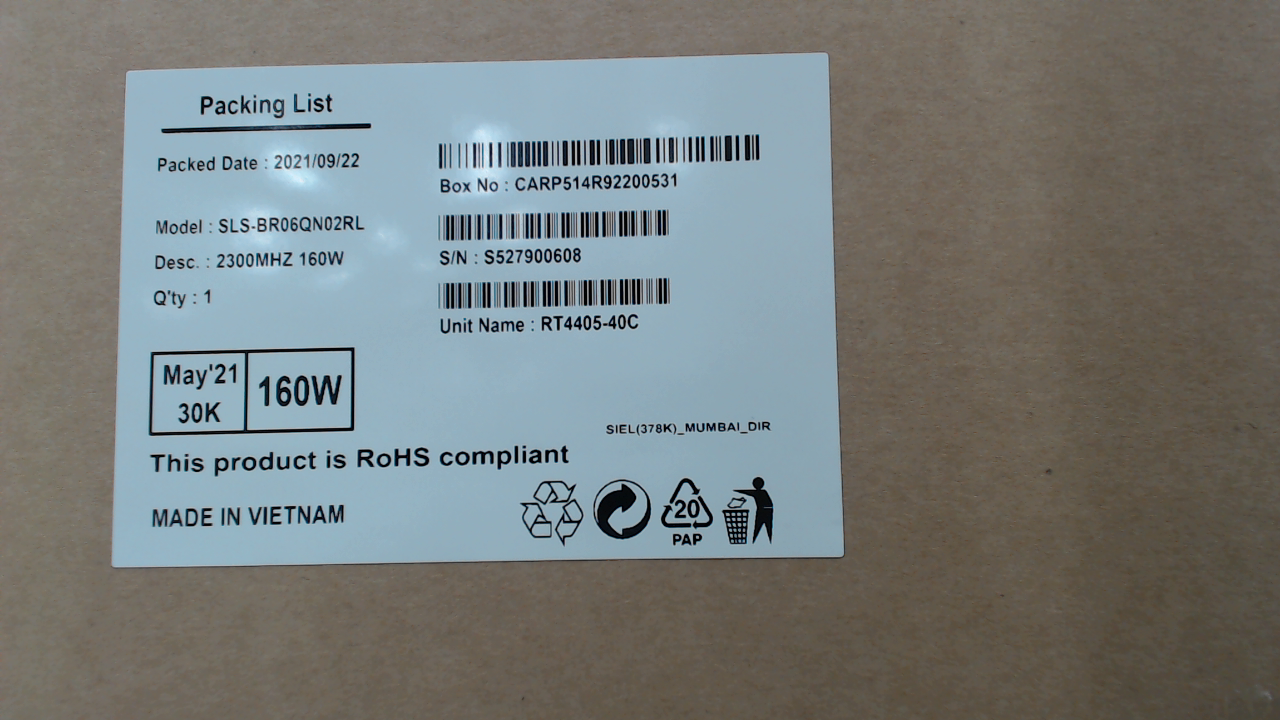 Packing List
Packed Date : 2021/09/22
Box No : CARP514R92200531
Model : SLS-BR06QN02RL
Desc. : 2300MHZ 160W
S/N : S527900608
Q'ty : 1
Unit Name : RT4405-40C
May'21
30K
160W
SIEL(378K)_MUMBAI_DIR
This product is RoHS compliant
MADE IN VIETNAM
20
PAP